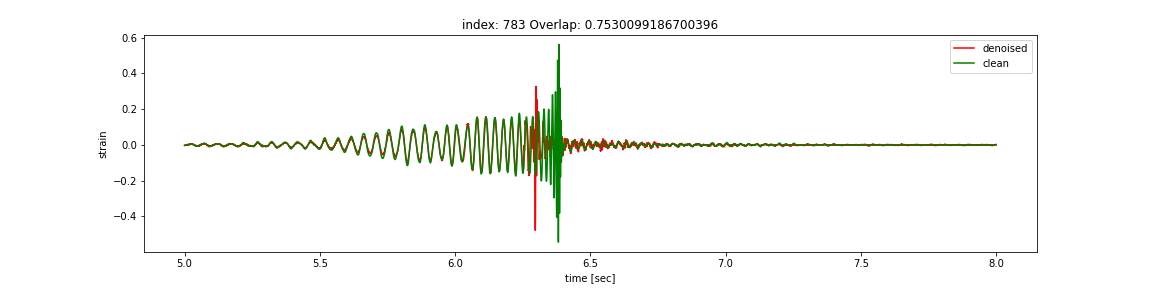 index: 783 Overlap: 0.7530099186700396
denoised
clean
strain
0.6
0.4
0.2
0.0
−0.2
−0.4
5.0 5.5 6.0 6.5 7.0 7.5 8.0
time [sec]